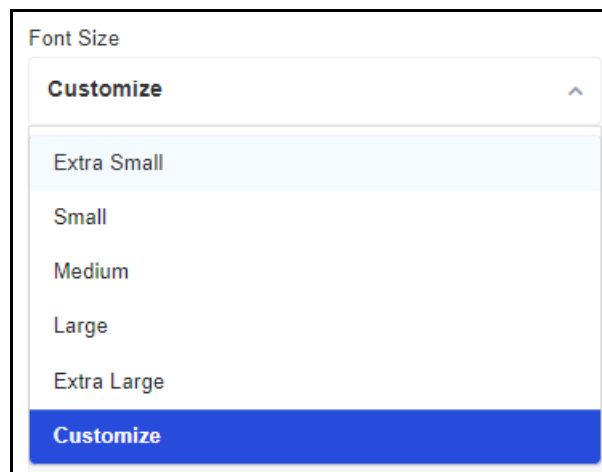 Font Size
Customize
Extra Small
Small
Medium
Large
Extra Large
Customize